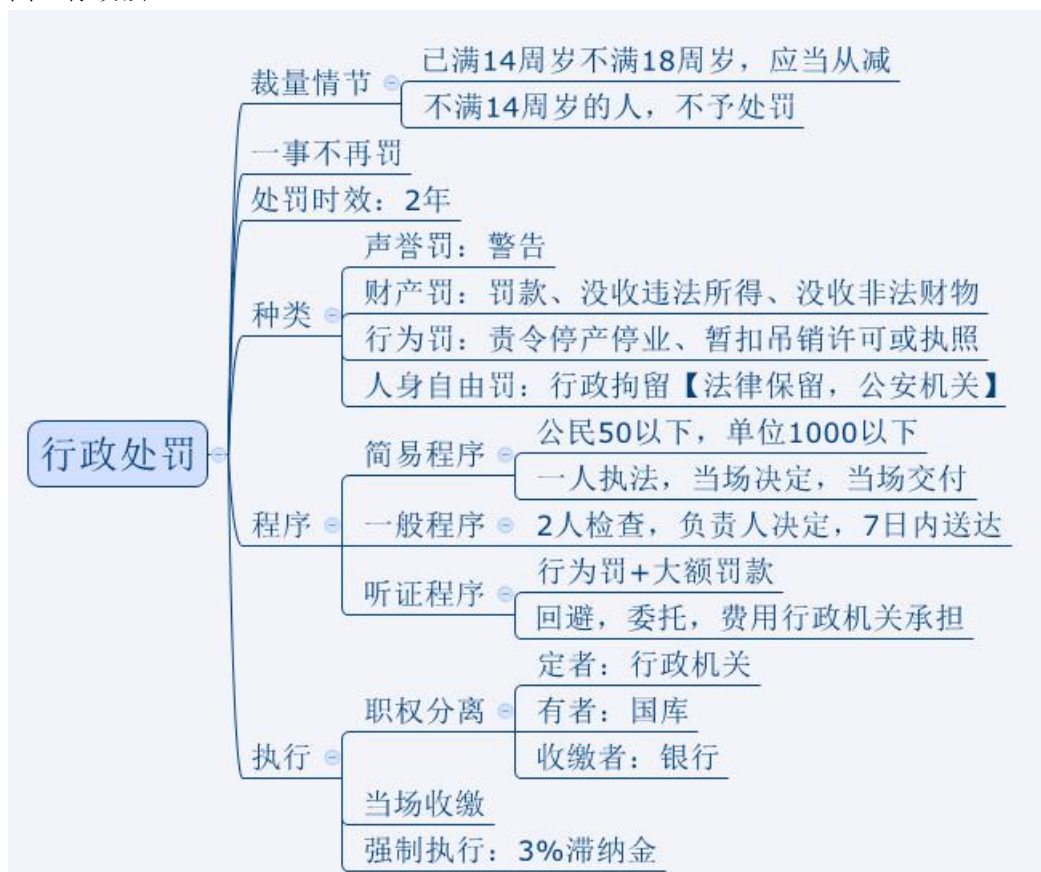 裁量情节
已满14周岁不满18周岁，应当从减
不满14周岁的人，不予处罚
一事不再罚
处罚时效：2年
种类
声誉罚：警告
财产罚：罚款、没收违法所得、没收非法财物
行为罚：责令停产停业、暂扣吊销许可或执照
人身自由罚：行政拘留【法律保留，公安机关】
行政处罚
程序
简易程序
公民50以下，单位1000以下
一人执法，当场决定，当场交付
一般程序
2人检查，负责人决定，7日内送达
听证程序
行为罚+大额罚款
回避，委托，费用行政机关承担
执行
职权分离
定者：行政机关
有者：国库
收缴者：银行
当场收缴
强制执行：3%滞纳金